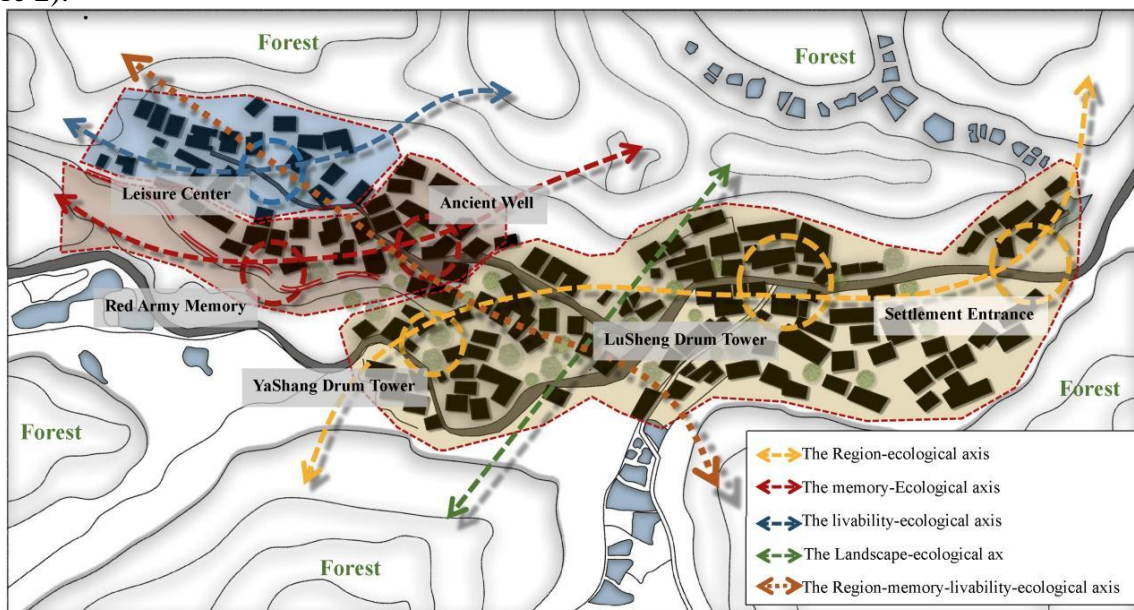 Forest
Forest
Leisure Center
Ancient Well
Red Army Memory
Settlement Entrance
LuSheng Drum Tower
YaShang Drum Tower
Forest
Forest
Forest
The Region-ecological axis
The memory-Ecological axis
The livability-ecological axis
The Landscape-ecological ax
The Region-memory-livability-ecological axis